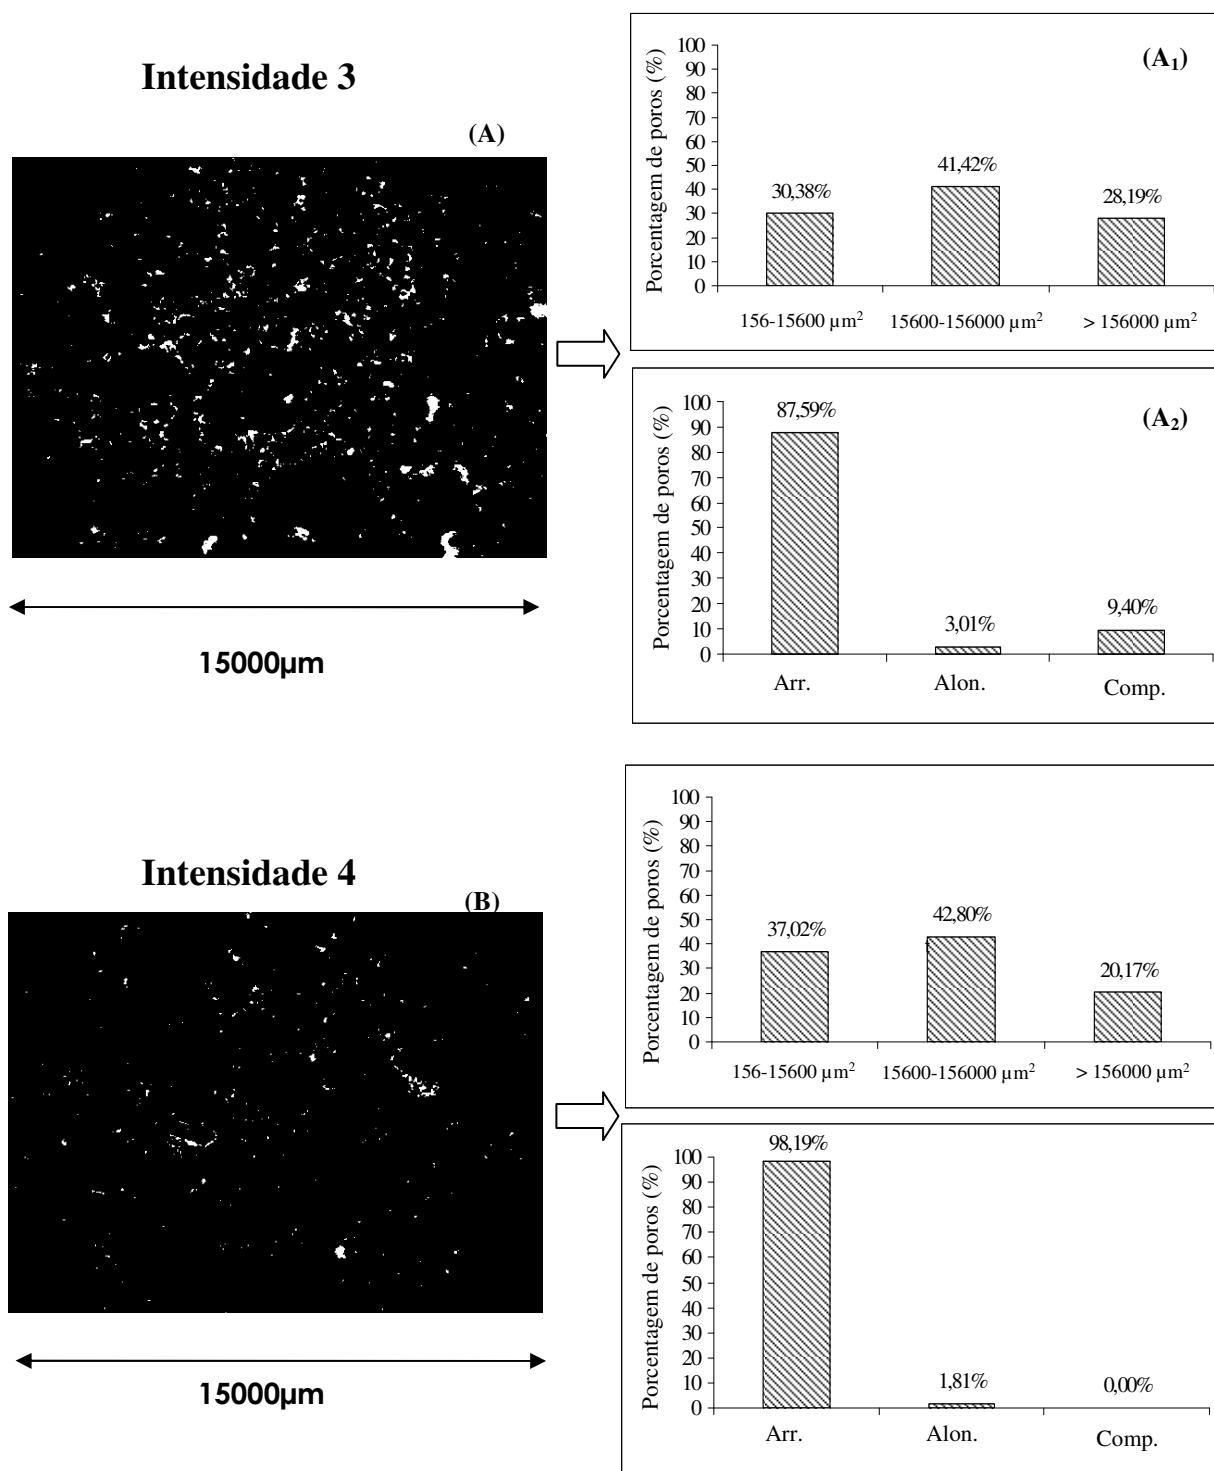 Intensidade 3
(A)
15000µm
(A1)
Porcentagem de poros (%)
100
90
80
70
60
50
40
30
20
10
0
30,38%
41,42%
28,19%
156-15600 µm²
15600-156000 µm²
> 156000 µm²
(A2)
Porcentagem de poros (%)
100
90
80
70
60
50
40
30
20
10
0
87,59%
3,01%
9,40%
Arr.
Alon.
Comp.
Intensidade 4
(B)
15000µm
Porcentagem de poros (%)
100
90
80
70
60
50
40
30
20
10
0
37,02%
42,80%
20,17%
156-15600 µm²
15600-156000 µm²
> 156000 µm²
Porcentagem de poros (%)
100
90
80
70
60
50
40
30
20
10
0
98,19%
1,81%
0,00%
Arr.
Alon.
Comp.